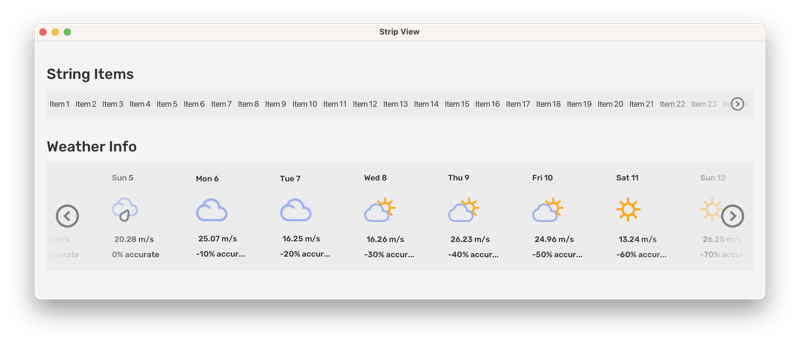 Strip View
String Items
Item 1 Item 2 Item 3 Item 4 Item 5 Item 6 Item 7 Item 8 Item 9 Item 10 Item 11 Item 12 Item 13 Item 14 Item 15 Item 16 Item 17 Item 18 Item 19 Item 20 Item 21 Item 22 Item 23
Weather Info
Sun 5 Mon 6 Tue 7 Wed 8 Thu 9 Fri 10 Sat 11 Sun 12
20.28 m/s 25.07 m/s 16.25 m/s 16.26 m/s 26.23 m/s 24.96 m/s 13.24 m/s 26.25 m/s
0% accurate -10% accur... -20% accur... -30% accur... -40% accur... -50% accur... -60% accur... -70% accur